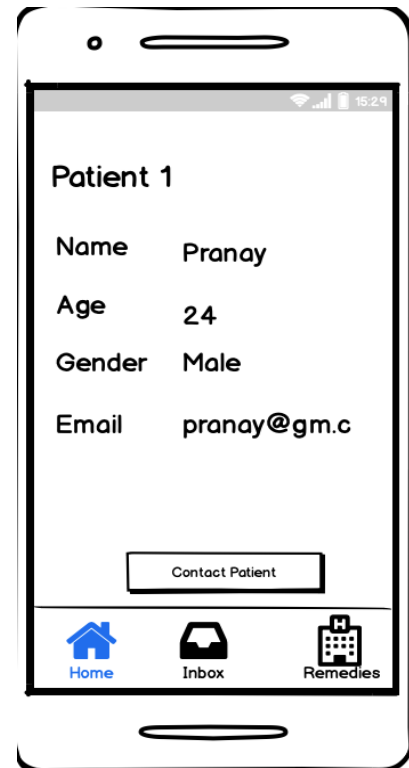 15:29
Patient 1
Name Pranay
Age 24
Gender Male
Email pranay@gm.c
Contact Patient
H
Home Inbox Remedies